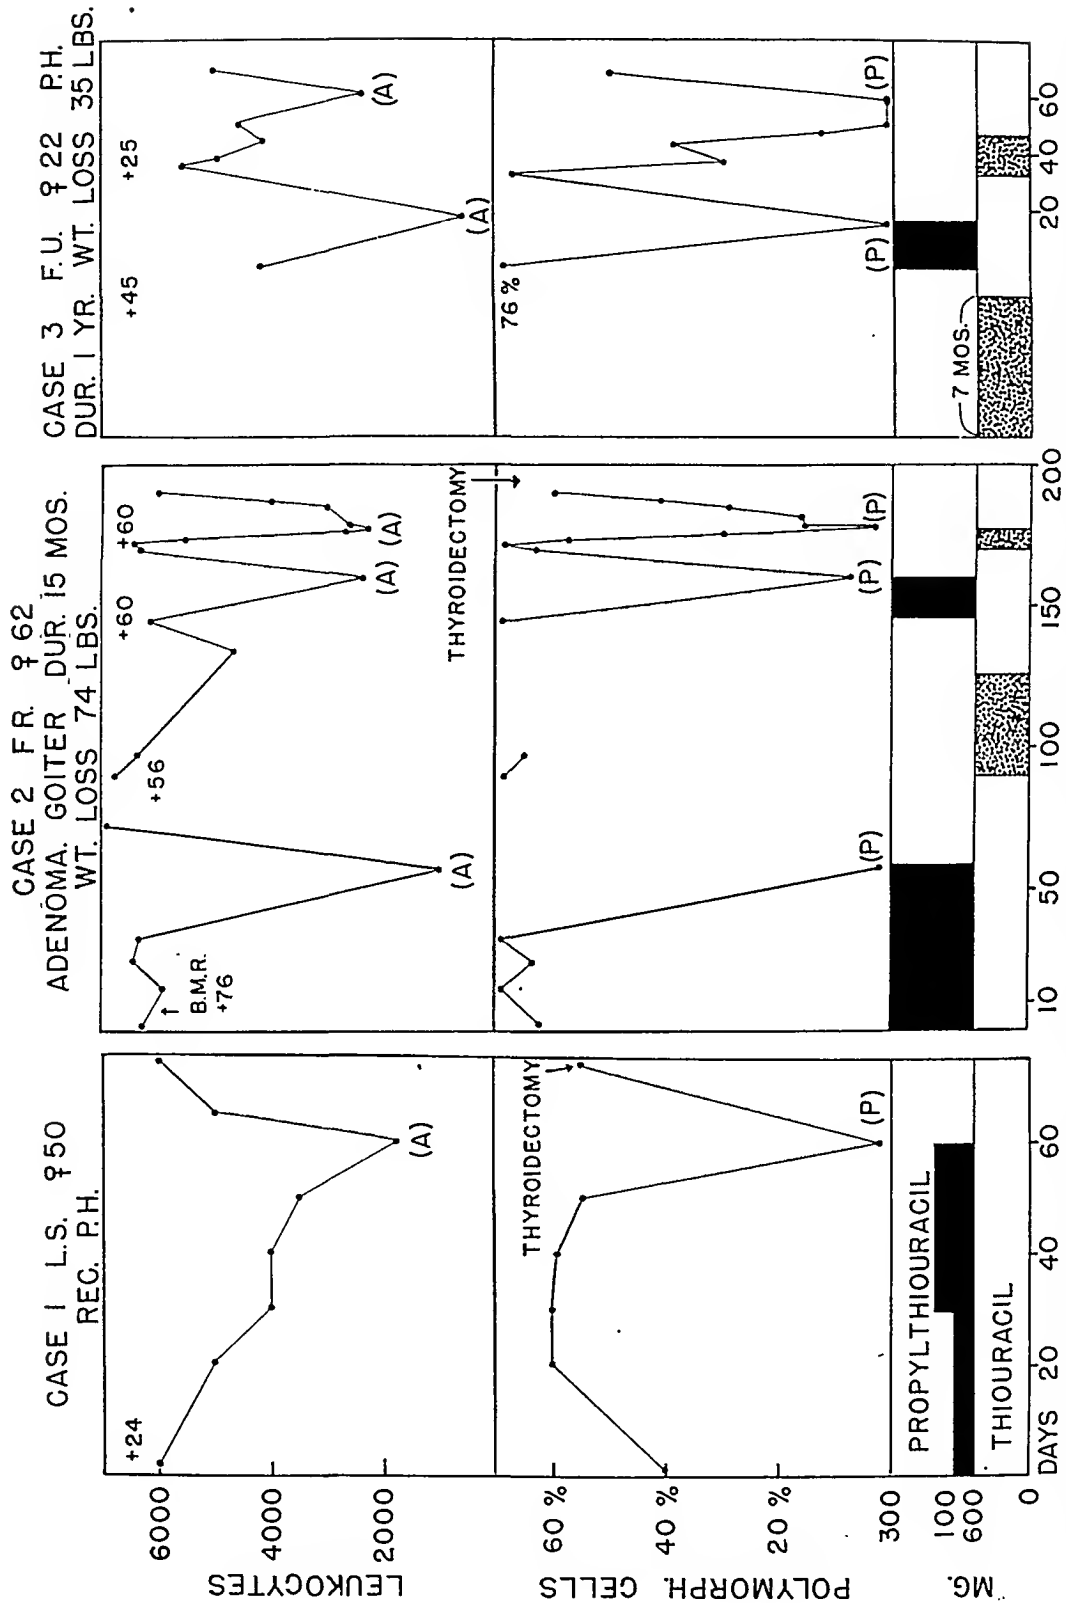 CASE 1 L.S. ♀50
REC. P.H.
CASE 2 FR. ♀ 62
ADENOMA. GOITER DUR. 15 MOS.
WT. LOSS 74 LBS.
CASE 3 F.U. ♀ 22 P.H.
DUR. 1 YR. WT. LOSS 35 LBS.
LEUKOCYTES
6000
4000
2000
+24
(A)
B.M.R.
+76
(A)
+56
+60
(A)
+60
(A)
+45
(A)
+25
(A)
POLYMORPH. CELLS
60 %
40 %
20 %
THYROIDECTOMY
(P)
(P)
THYROIDECTOMY
(P)
(P)
76 %
(P)
(P)
MG.
300
100
600
0
PROPYLTHIOURACIL
THIOURACIL
7 MOS.
DAYS
20
40
60
10
50
100
150
200
20
40
60